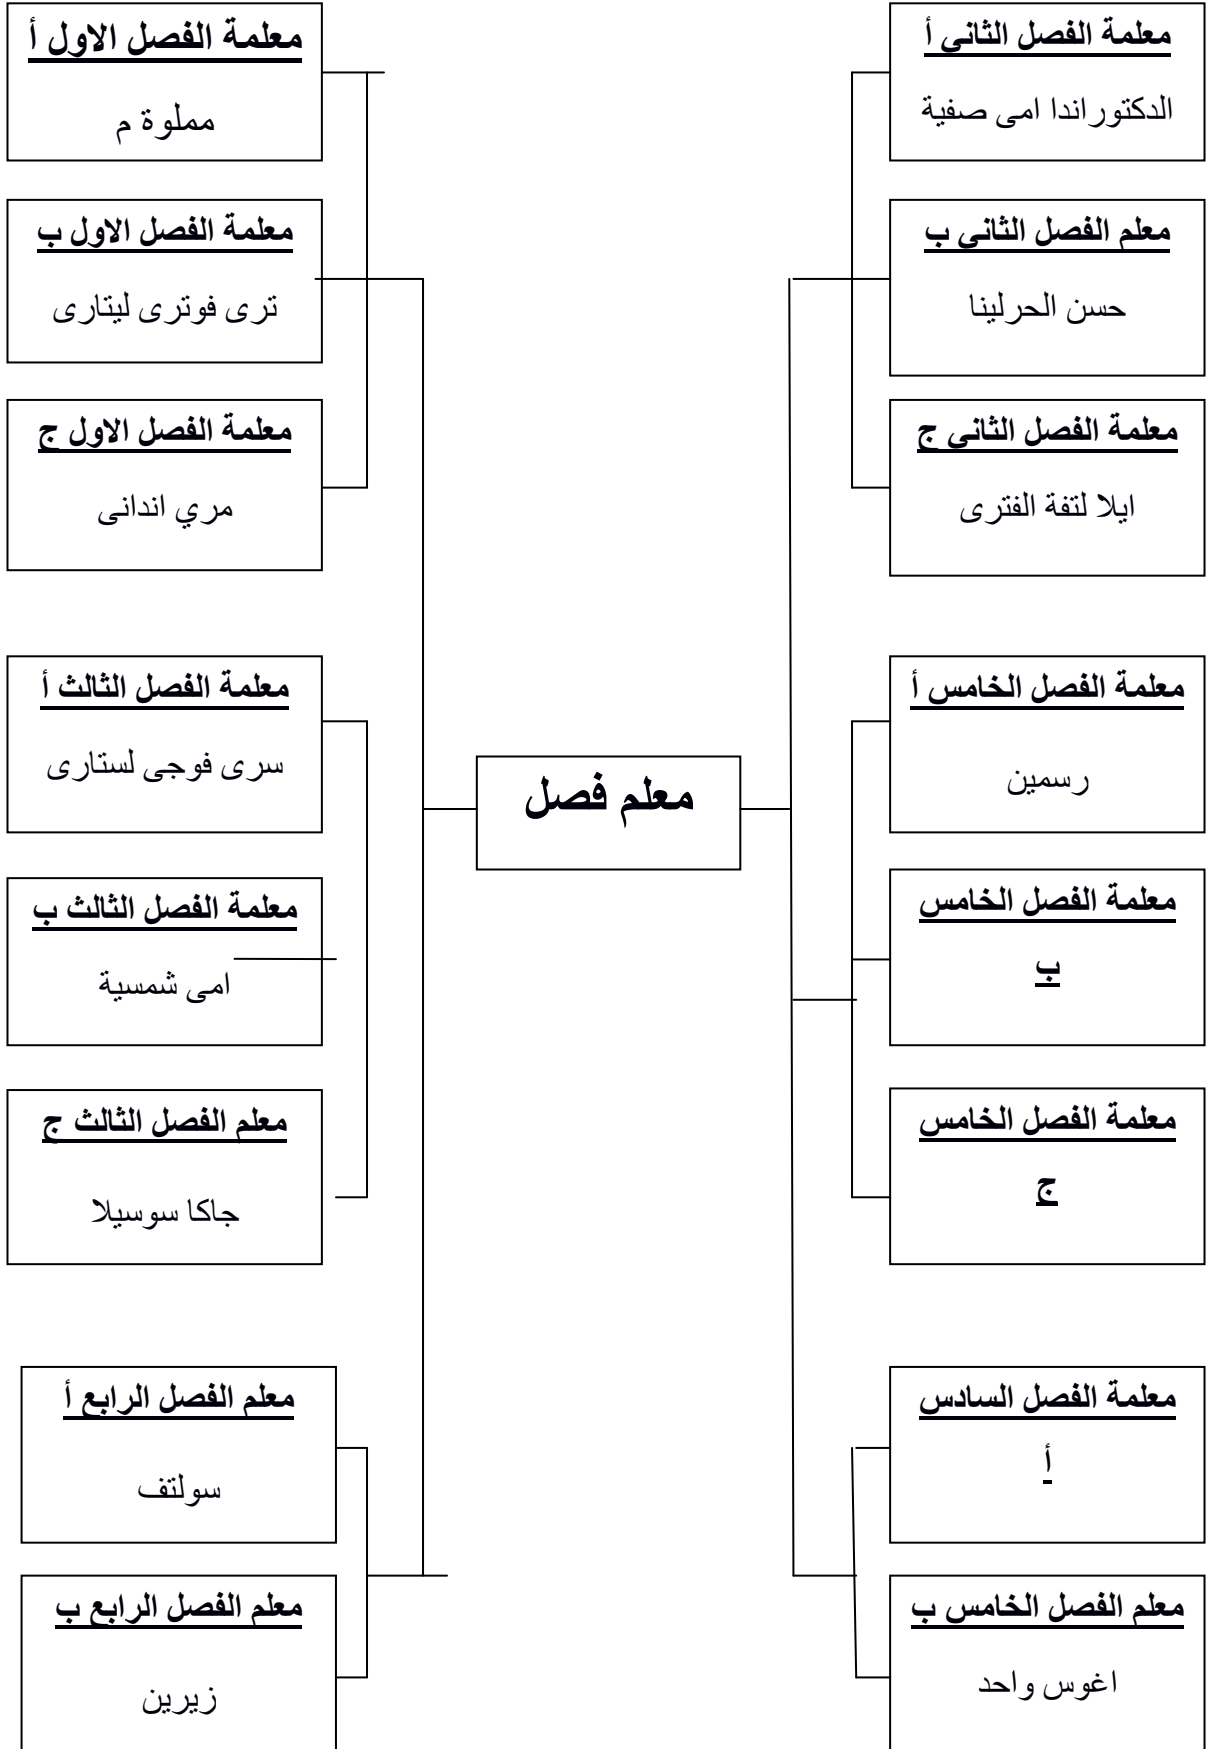 معلمة الفصل الثاني أ
الدكتوراندا امى صفية
معلم الفصل الثاني ب
حسن الحرلينا
معلمة الفصل الثاني ج
ايلا لتفة الفترى
معلمة الفصل الاول أ
مملوة م
معلمة الفصل الاول ب
ترى فوترى ليتارى
معلمة الفصل الاول ج
مري اندانى
معلم فصل
معلمة الفصل الخامس أ
رسمين
معلمة الفصل الخامس
ب
معلمة الفصل الخامس
ج
معلمة الفصل الثالث أ
سرى فوجى لستارى
معلمة الفصل الثالث ب
امى شمسية
معلم الفصل الثالث ج
جاكا سوسيلا
معلمة الفصل السادس
أ
معلم الفصل الخامس ب
اغوس واحد
معلم الفصل الرابع أ
سولتف
معلم الفصل الرابع ب
زيرين